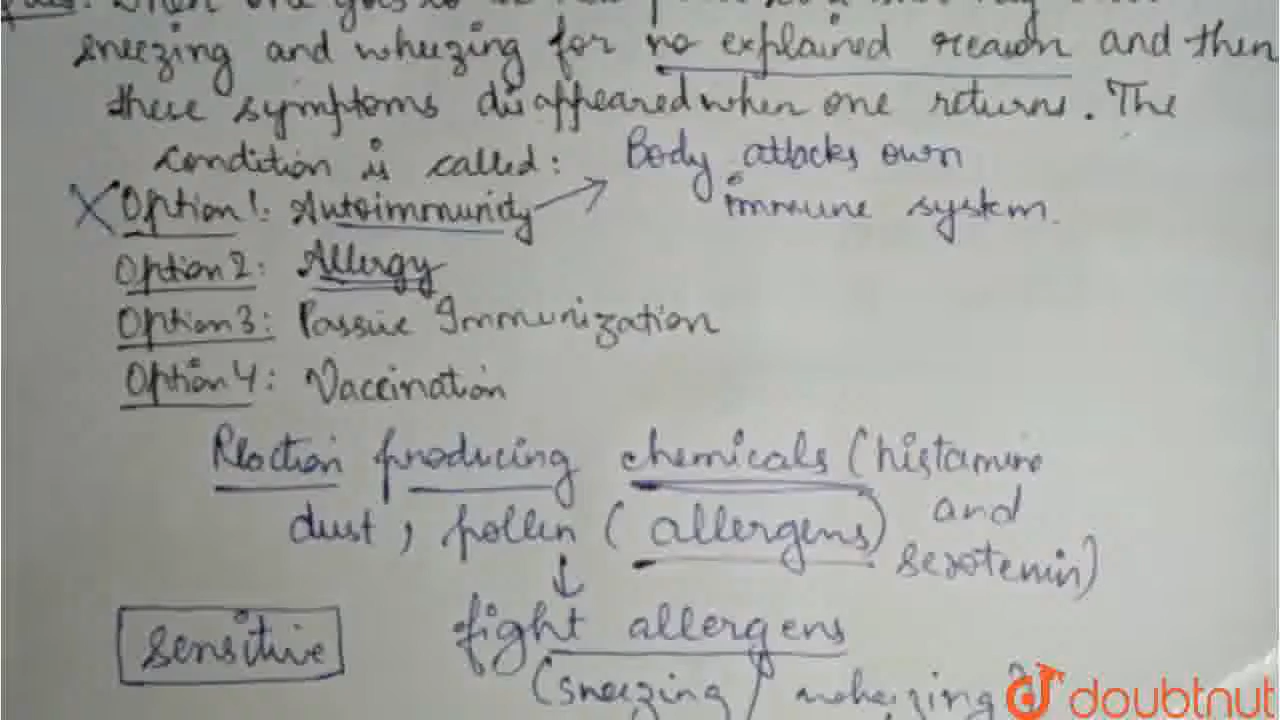 sneezing and wheezing for no explained reason and then
these symptoms disappeared when one returns. The
condition is called:
Body attacks own
immune system.
Option 1: Autoimmunity
Option 2: Allergy
Option 3: Passive Immunization
Option 4: Vaccination
Reaction producing chemicals (histamine
and
serotenin)
dust, pollen (allergens)
fight allergens
sensitive
(sneezing / wheezing)
doubtnut